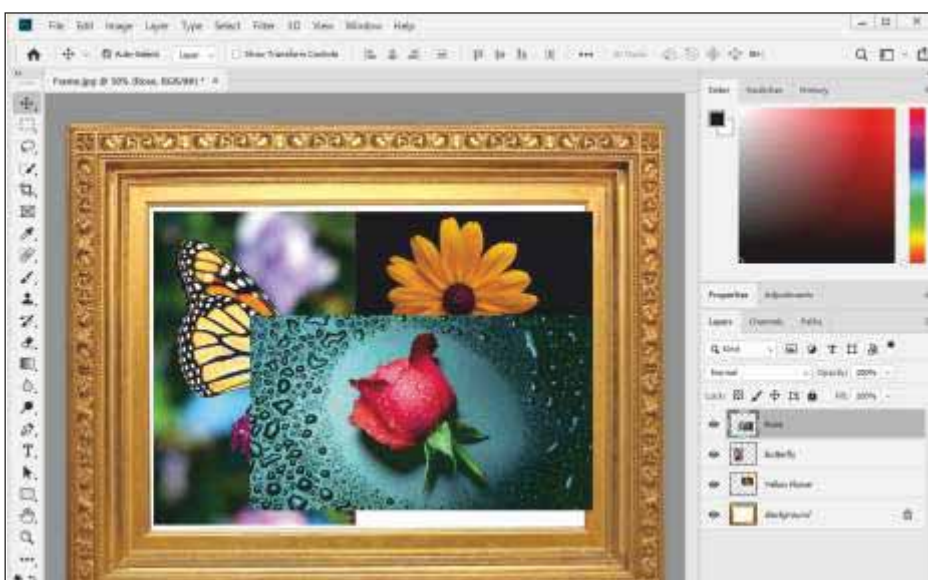 File Edit Image Layer Type Select Filter 3D View Window Help
Auto-Select: Layer Show Transform Controls
Frame.jpg @ 50% (Rose, RGB/8#) *
Color Swatches History
Properties Adjustments
Layers Channels Paths
Kind
Normal Opacity: 100%
Lock: Fill: 100%
Rose
Butterfly
Yellow Flower
Background